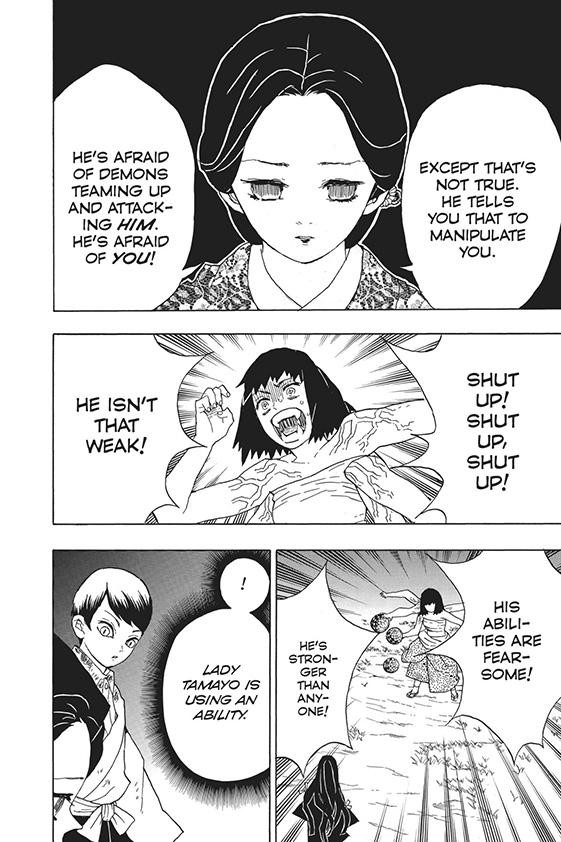 EXCEPT THAT'S
NOT TRUE.
HE TELLS
YOU THAT TO
MANIPULATE
YOU.
HE'S AFRAID
OF DEMONS
TEAMING UP
AND ATTACK-
ING HIM.
HE'S AFRAID
OF YOU!
SHUT
UP!
SHUT
UP,
SHUT
UP!
HE ISN'T
THAT
WEAK!
HIS
ABILI-
TIES ARE
FEAR-
SOME!
HE'S
STRON-
GER
THAN
ANY-
ONE!
!
LADY
TAMAYO IS
USING AN
ABILITY.